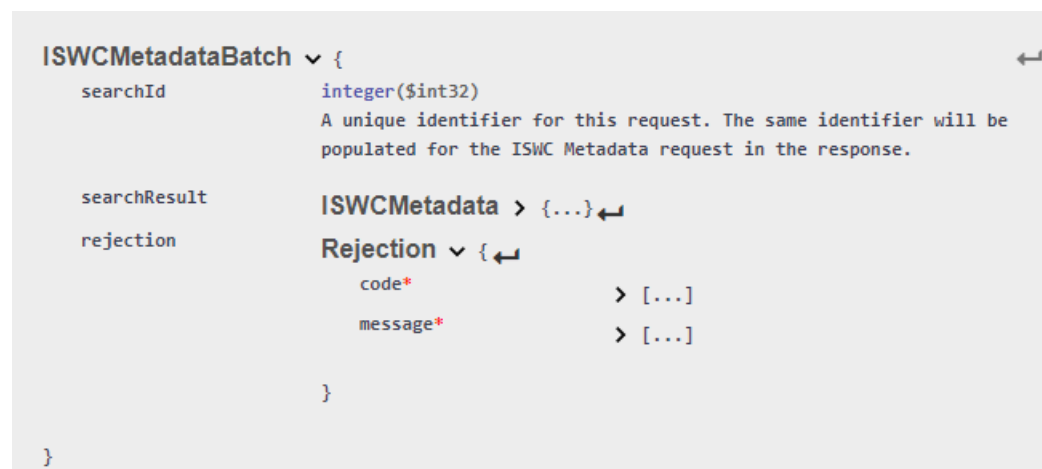 ISWCMetadataBatch {
searchId integer($int32)
A unique identifier for this request. The same identifier will be
populated for the ISWC Metadata request in the response.
searchResult ISWCMetadata > {...}
rejection Rejection {
code* > [...]
message* > [...]
}
}